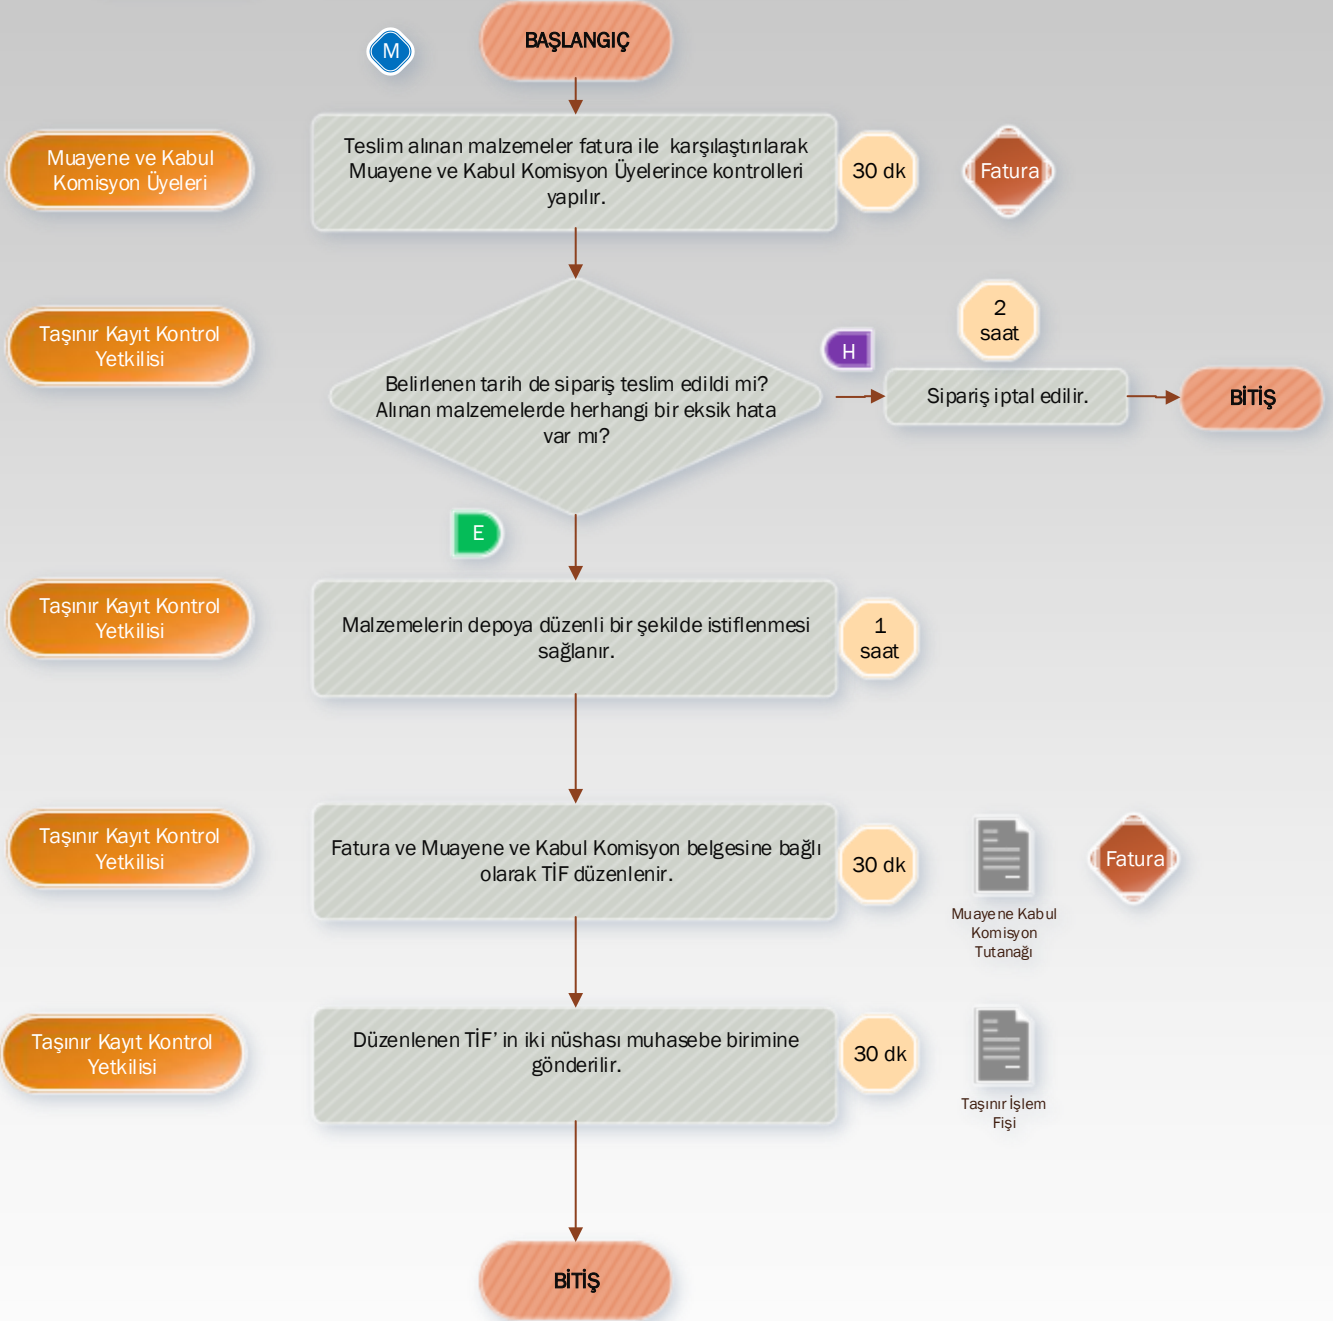 M
BAŞLANGIÇ
Muayene ve Kabul
Komisyon Üyeleri
Teslim alınan malzemeler fatura ile karşılaştırılarak
Muayene ve Kabul Komisyon Üyelerince kontrolleri
yapılır.
30 dk
Fatura
Taşınır Kayıt Kontrol
Yetkilisi
Belirlenen tarih de sipariş teslim edildi mi?
Alınan malzemelerde herhangi bir eksik hata
var mı?
H
2
saat
Sipariş iptal edilir.
BİTİŞ
E
Taşınır Kayıt Kontrol
Yetkilisi
Malzemelerin depoya düzenli bir şekilde istiflenmesi
sağlanır.
1
saat
Taşınır Kayıt Kontrol
Yetkilisi
Fatura ve Muayene ve Kabul Komisyon belgesine bağlı
olarak TİF düzenlenir.
30 dk
Muayene Kabul
Komisyon
Tutanağı
Fatura
Taşınır Kayıt Kontrol
Yetkilisi
Düzenlenen TİF’ in iki nüshası muhasebe birimine
gönderilir.
30 dk
Taşınır İşlem
Fişi
BİTİŞ